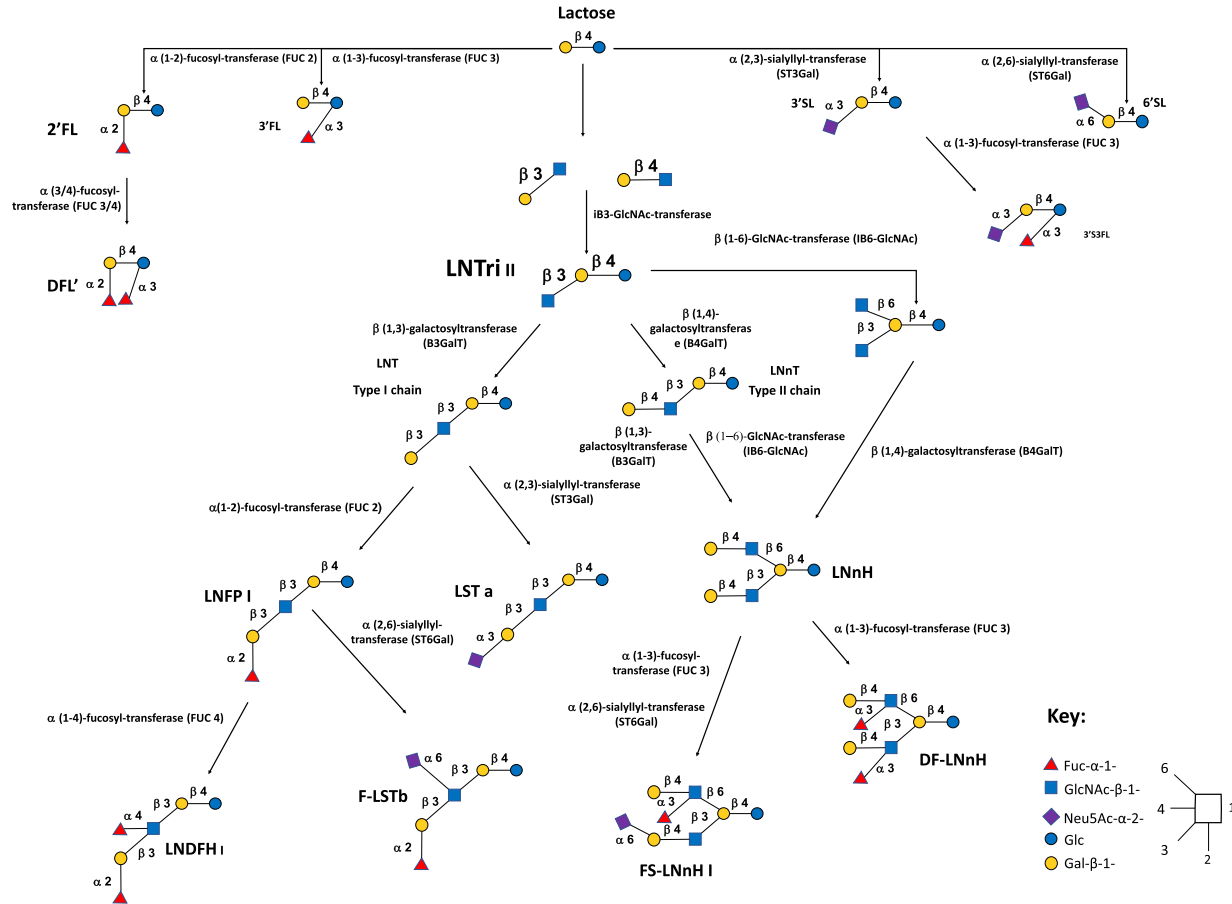 Lactose
β 4
α (1-2)-fucosyl-transferase (FUC 2)
α (1-3)-fucosyl-transferase (FUC 3)
α (2,3)-sialyllyl-transferase
(ST3Gal)
α (2,6)-sialyllyl-transferase
(ST6Gal)
β 4
2’FL
α 2
β 4
3’FL
α 3
3’SL
α 3
β 4
6’SL
α 6
β 4
α (3/4)-fucosyl-
transferase (FUC 3/4)
α (1-3)-fucosyl-transferase (FUC 3)
β 3
β 4
iB3-GlcNAc-transferase
α 3
β 4
α 3
3’S3FL
β 4
DFL’
α 2
α 3
β (1-6)-GlcNAc-transferase (IB6-GlcNAc)
LNTri II
β 3
β 4
β 6
β 3
β 4
β (1,3)-galactosyltransferase
(B3GalT)
β (1,4)-
galactosyltransferas
e (B4GalT)
LNT
Type I chain
β 4
β 3
β 3
LNnT
Type II chain
β 4
β 3
β 4
β (1,3)-
galactosyltransferase
(B3GalT)
β (1–6)-GlcNAc-transferase
(IB6-GlcNAc)
β (1,4)-galactosyltransferase (B4GalT)
α(1-2)-fucosyl-transferase (FUC 2)
α (2,3)-sialyllyl-transferase
(ST3Gal)
LNFP I
β 4
β 3
β 3
α 2
LST a
β 4
β 3
β 3
α 3
β 4
β 6
β 4
β 3
β 4
LNnH
α (2,6)-sialyllyl-
transferase (ST6Gal)
α (1-3)-fucosyl-
transferase (FUC 3)
α (2,6)-sialyllyl-transferase
(ST6Gal)
α (1-3)-fucosyl-transferase (FUC 3)
α (1-4)-fucosyl-transferase (FUC 4)
β 4
β 6
α 3
β 4
β 3
β 4
α 3
DF-LNnH
β 4
β 3
α 4
β 3
α 2
LNDFH I
α 6
β 4
β 3
β 3
α 2
F-LSTb
β 4
β 6
α 3
β 4
β 3
β 4
α 6
FS-LNnH I
Key:
Fuc-α-1-
GlcNAc-β-1-
Neu5Ac-α-2-
Glc
Gal-β-1-
6
4
1
3
2